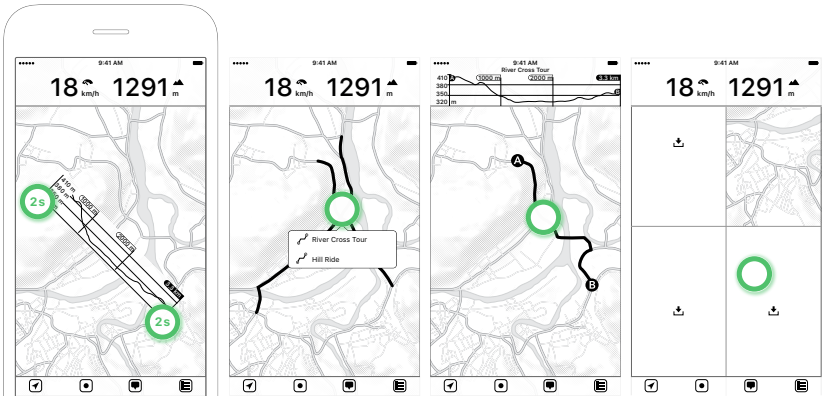 9:41 AM
18 km/h 1291 m
410 m
380 m
1000 m
2000 m
3.3 km
2s
2s
9:41 AM
18 km/h 1291 m
River Cross Tour
Hill Ride
9:41 AM
River Cross Tour
410
380
350
320 m
A
1000 m
2000 m
3.3 km
B
A
B
9:41 AM
18 km/h 1291 m